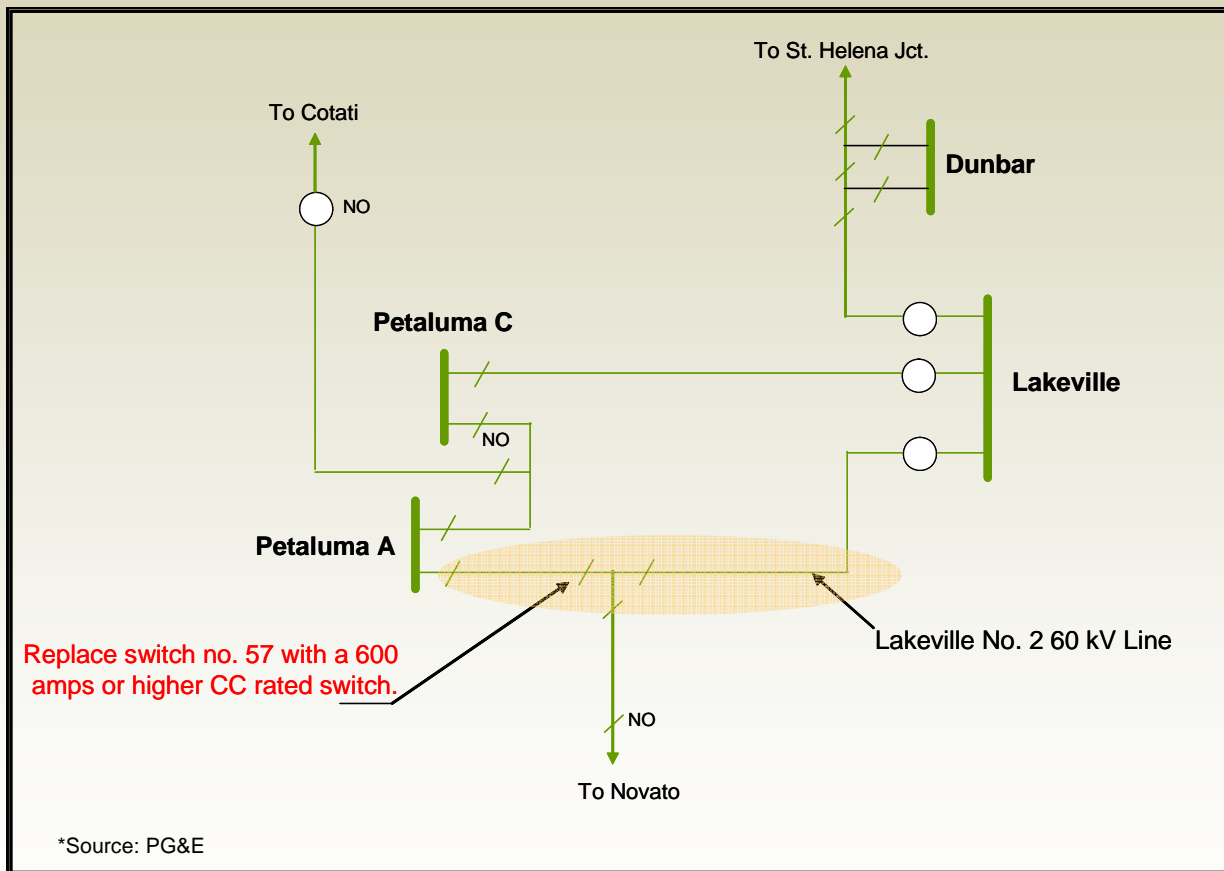 To St. Helena Jct.
To Cotati
Dunbar
NO
Petaluma C
Lakeville
NO
Petaluma A
Replace switch no. 57 with a 600
amps or higher CC rated switch.
Lakeville No. 2 60 kV Line
NO
To Novato
*Source: PG&E